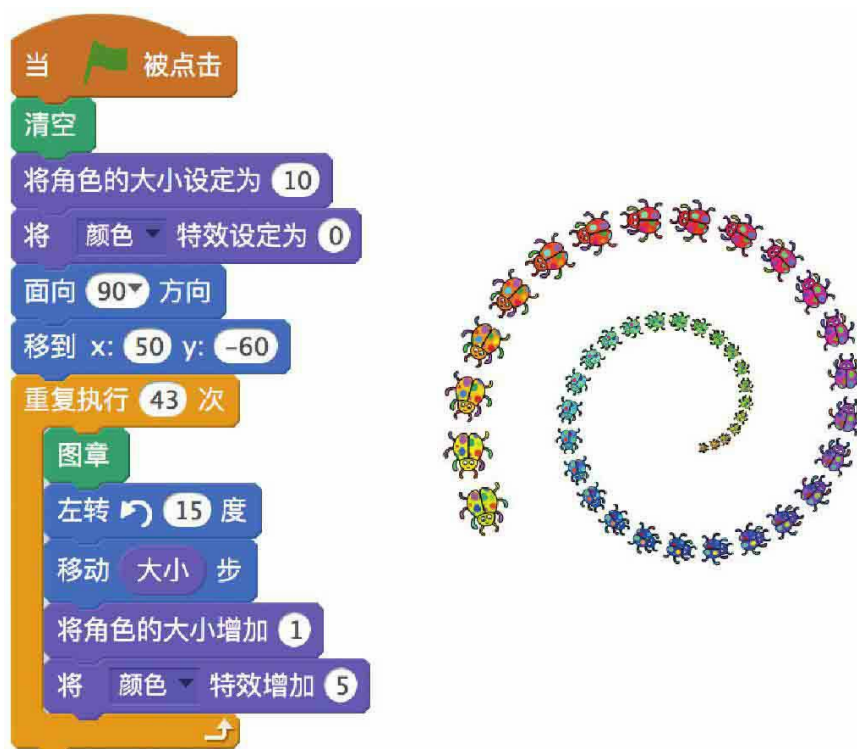 当 被点击
清空
将角色的大小设定为 10
将 颜色 特效设定为 0
面向 90 方向
移到 x: 50 y: -60
重复执行 43 次
图章
左转 15 度
移动 大小 步
将角色的大小增加 1
将 颜色 特效增加 5